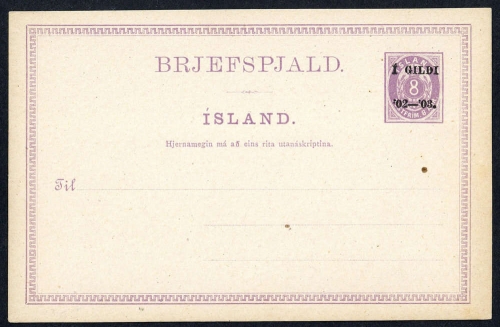 BRJEFSPJALD.
Í GILDI
8
'02—'03.
ÍSLAND.
Hjernamegin má að eins rita utanáskriptina.
Til